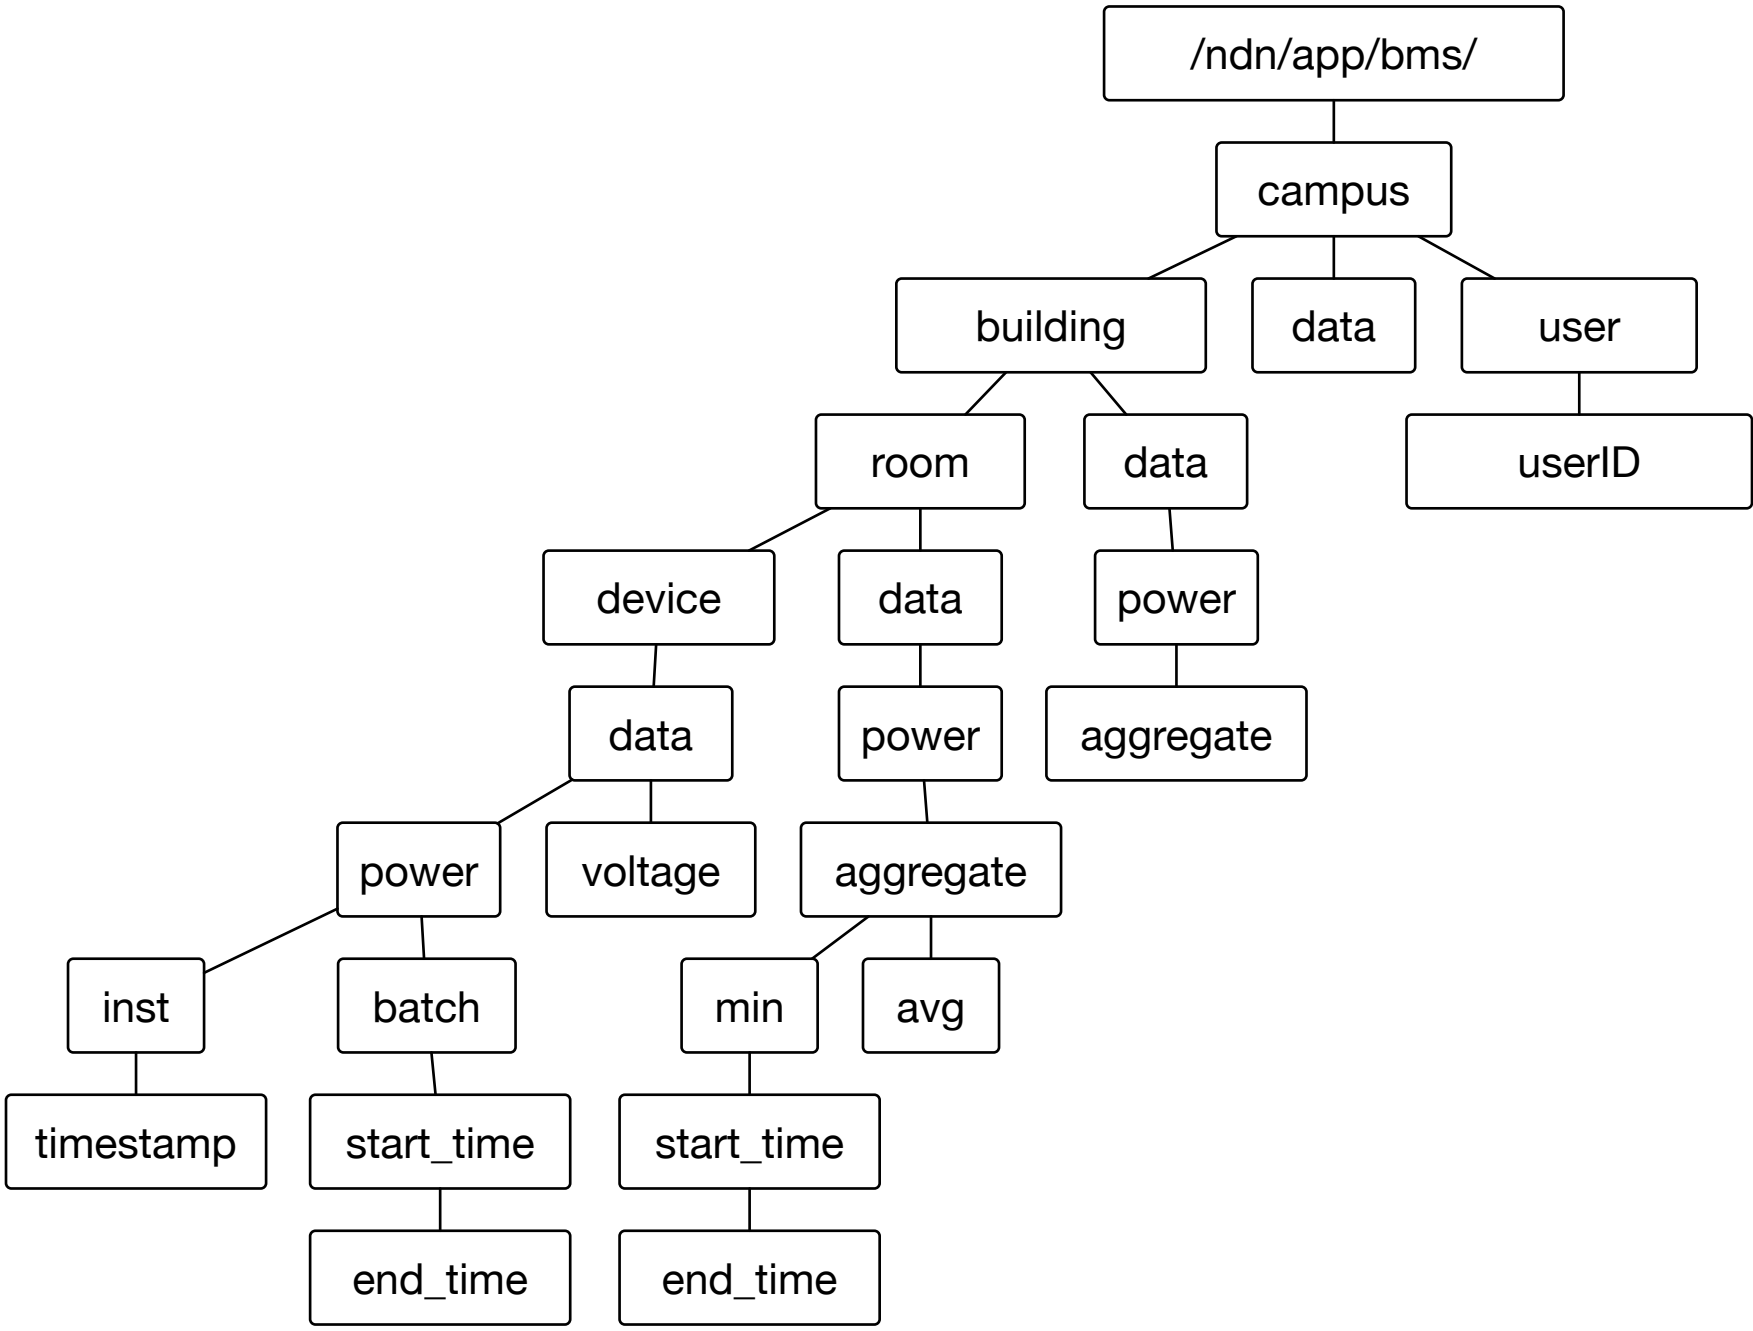 /ndn/app/bms/
campus
building
data
user
room
data
userID
device
data
power
data
power
aggregate
power
voltage
aggregate
inst
batch
min
avg
timestamp
start_time
start_time
end_time
end_time